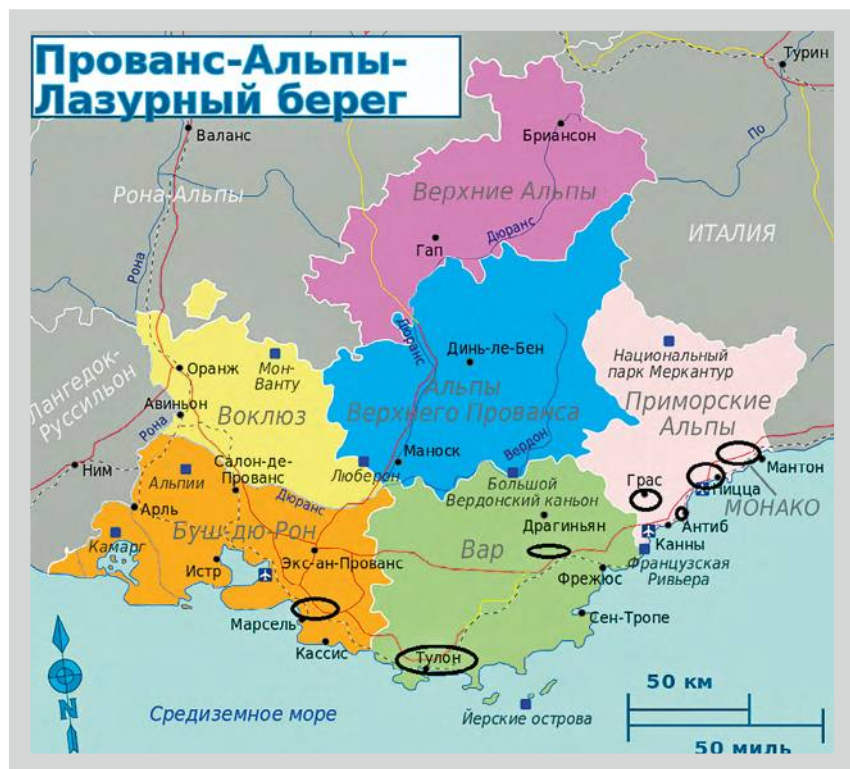 Прованс-Альпы-
Лазурный берег
Турин
Валанс
Бриансон
По
Рона-Альпы
Верхние Альпы
Дюранс
Гап
ИТАЛИЯ
Рона
Дюранс
Лангедок-
Руссильон
Оранж
Мон-
Ванту
Динь-ле-Бен
Национальный
парк Меркантур
Альпы
Верхнего Прованса
Приморские
Альпы
Авиньон
Воклюз
Рона
Вердон
Ним
Салон-де-
Прованс
Маноск
Люберон
Альпии
Дюранс
Большой
Вердонский каньон
Грас
Ницца
Мантон
МОНАКО
Арль
Буш-дю-Рон
Драгиньян
Антиб
Камарг
Вар
Канны
Экс-ан-Прованс
Французская
Ривьера
Истр
Фрежюс
Марсель
Сен-Тропе
Кассис
Тулон
50 км
Средиземное море
Йерские острова
N
50 миль